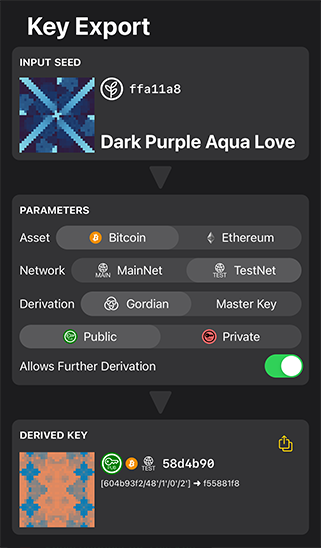 Key Export
INPUT SEED
ffa11a8
Dark Purple Aqua Love
PARAMETERS
Asset Bitcoin Ethereum
Network MAIN MainNet TEST TestNet
Derivation Gordian Master Key
Public Private
Allows Further Derivation
DERIVED KEY
PUB TEST 58d4b90
[604b93f2/48'/1'/0'/2'] ➜ f55881f8